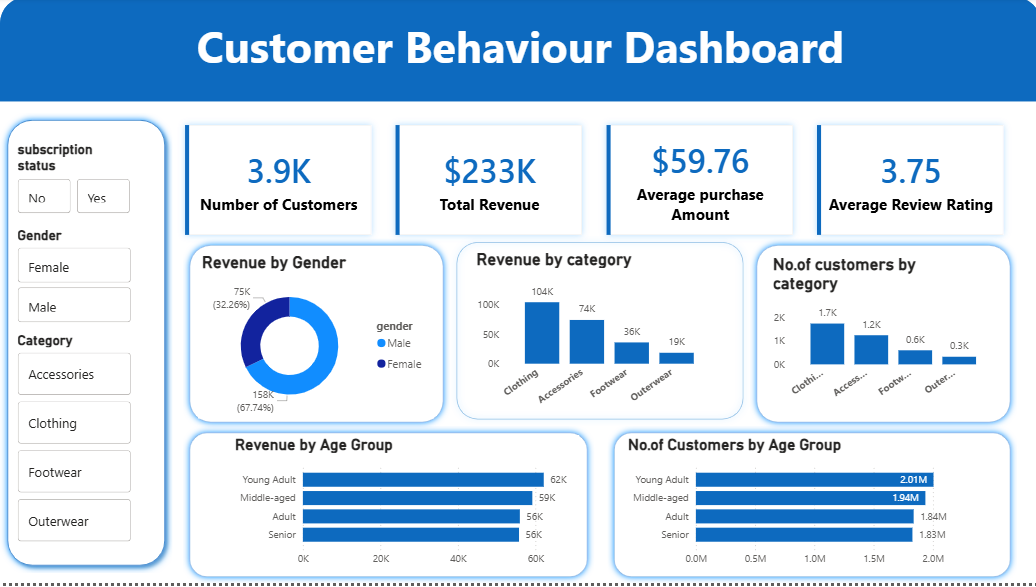 Customer Behaviour Dashboard
subscription
status
No
Yes
Gender
Female
Male
Category
Accessories
Clothing
Footwear
Outerwear
3.9K
Number of Customers
$233K
Total Revenue
$59.76
Average purchase
Amount
3.75
Average Review Rating
Revenue by Gender
75K
(32.26%)
158K
(67.74%)
gender
Male
Female
Revenue by category
100K
50K
0K
104K
74K
36K
19K
Clothing
Accessories
Footwear
Outerwear
No.of customers by
category
2K
1K
0K
1.7K
1.2K
0.6K
0.3K
Clothi...
Access...
Footw...
Outer...
Revenue by Age Group
Young Adult 62K
Middle-aged 59K
Adult 56K
Senior 56K
0K 20K 40K 60K
No.of Customers by Age Group
Young Adult 2.01M
Middle-aged 1.94M
Adult 1.84M
Senior 1.83M
0.0M 0.5M 1.0M 1.5M 2.0M